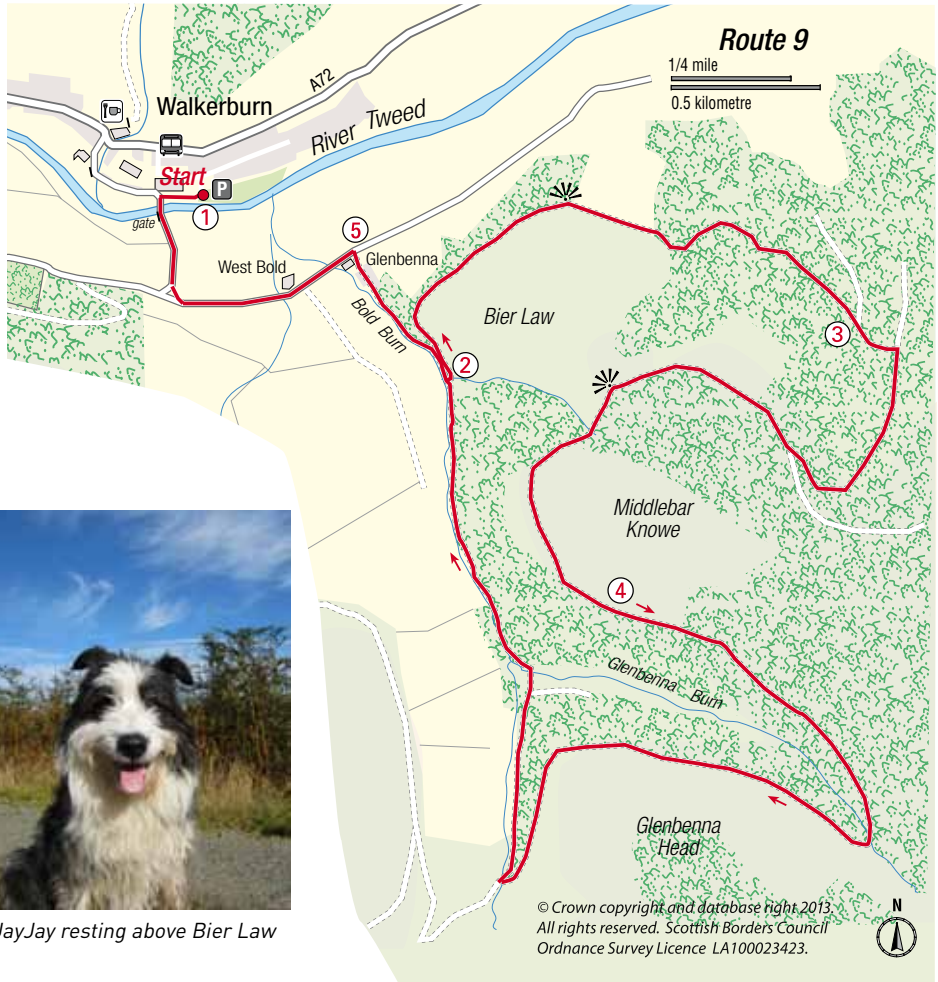 Route 9
1/4 mile
0.5 kilometre
A72
Walkerburn
River Tweed
Start
P
1
gate
5
Glenbenna
West Bold
Bold Burn
Bier Law
2
3
Middlebar
Knowe
4
Glenbenna Burn
Glenbenna
Head
JayJay resting above Bier Law
© Crown copyright and database right 2013.
All rights reserved. Scottish Borders Council
Ordnance Survey Licence LA100023423.
N